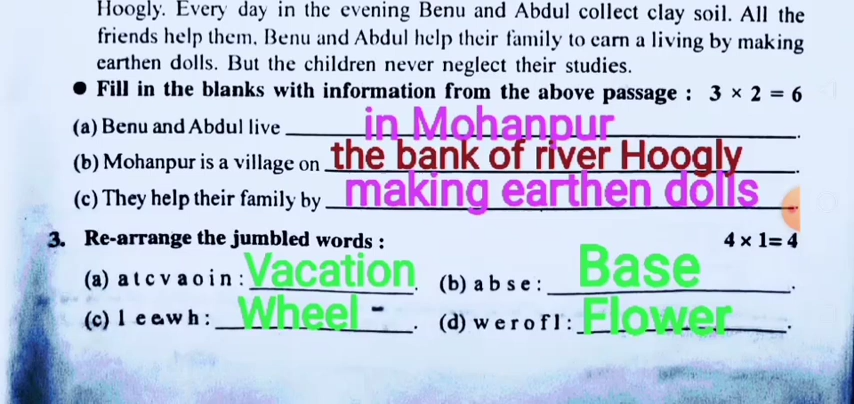 Hoogly. Every day in the evening Benu and Abdul collect clay soil. All the
friends help them. Benu and Abdul help their family to earn a living by making
earthen dolls. But the children never neglect their studies.
● Fill in the blanks with information from the above passage : 3 × 2 = 6
(a) Benu and Abdul live in Mohanpur.
(b) Mohanpur is a village on the bank of river Hoogly.
(c) They help their family by making earthen dolls.
3. Re-arrange the jumbled words : 4 × 1= 4
(a) a t c v a o i n : Vacation. (b) a b s e : Base.
(c) l e e w h : Wheel. (d) w e r o f l : Flower.